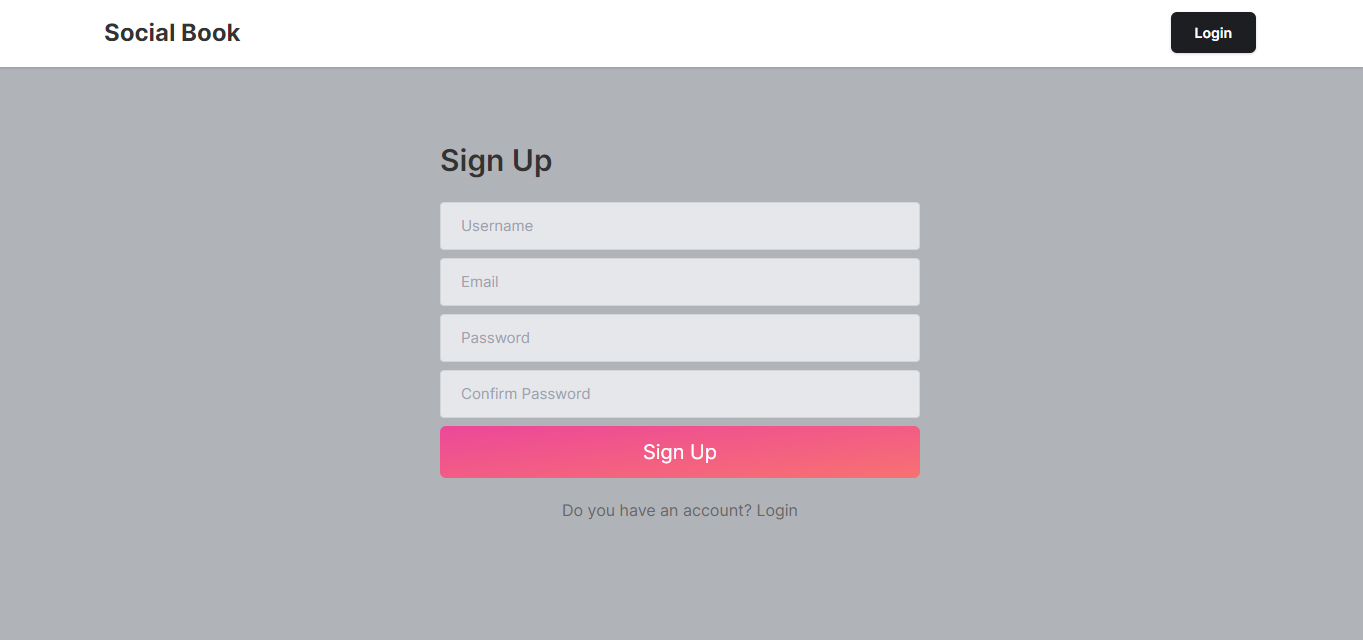 Social Book
Login
Sign Up
Username
Email
Password
Confirm Password
Sign Up
Do you have an account? Login